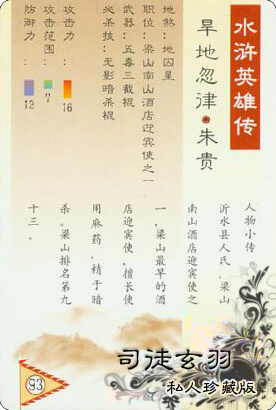 水浒英雄传
旱地忽律·朱贵
地煞：地囚星
职位：梁山南山酒店迎宾使之一
武器：五毒三截棍
必杀技：无影暗杀棍
攻击力：16
攻击范围：
防御力：12
人物小传
沂水县人氏，梁山
南山酒店迎宾使之
一，梁山最早的酒
店迎宾使，擅长使
用麻药，精于暗
杀。梁山排名第九
十三。
93
司徒玄羽
私人珍藏版